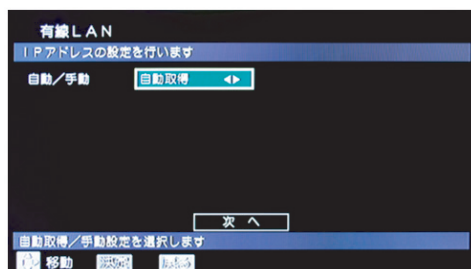 有線LAN
IPアドレスの設定を行います
自動/手動 自動取得
次へ
自動取得/手動設定を選択します
移動